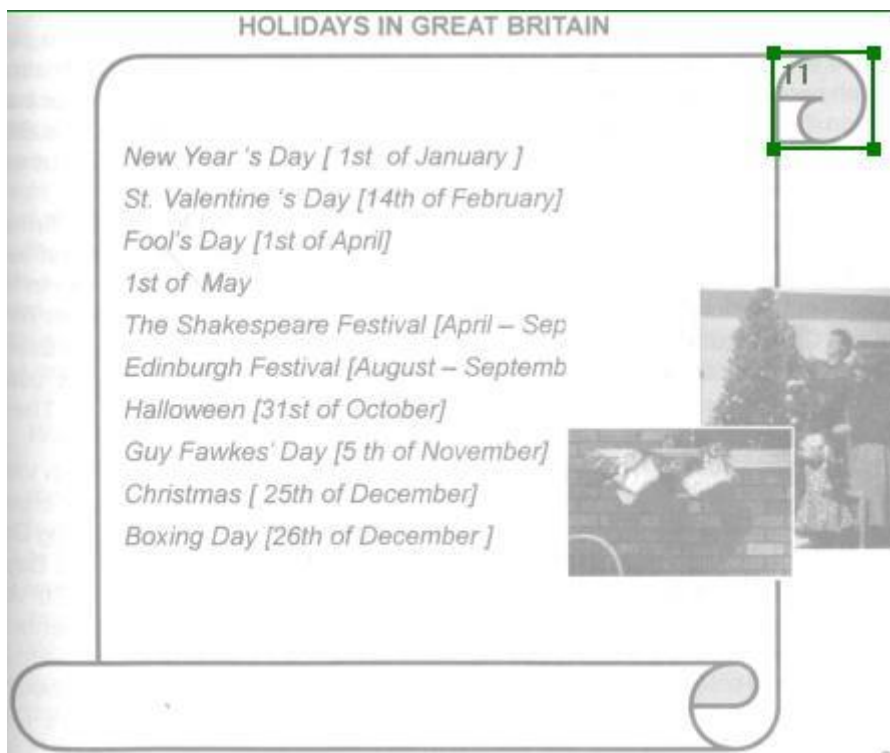 HOLIDAYS IN GREAT BRITAIN
11
New Year 's Day [ 1st of January ]
St. Valentine 's Day [14th of February]
Fool's Day [1st of April]
1st of May
The Shakespeare Festival [April – Sep
Edinburgh Festival [August – Septemb
Halloween [31st of October]
Guy Fawkes' Day [5 th of November]
Christmas [ 25th of December]
Boxing Day [26th of December ]